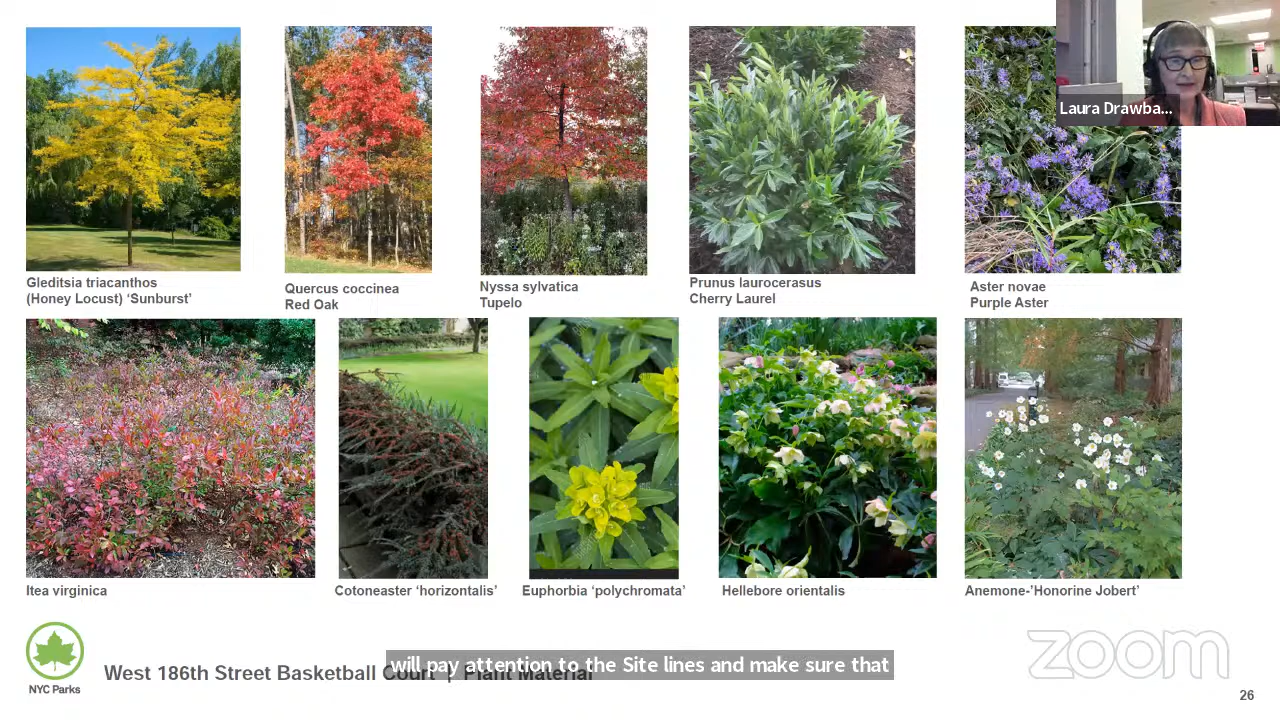 Laura Drawba...
Gleditsia triacanthos
(Honey Locust) ‘Sunburst’
Quercus coccinea
Red Oak
Nyssa sylvatica
Tupelo
Prunus laurocerasus
Cherry Laurel
Aster novae
Purple Aster
Itea virginica
Cotoneaster ‘horizontalis’
Euphorbia ‘polychromata’
Hellebore orientalis
Anemone-’Honorine Jobert’
NYC Parks
West 186th Street Basketball Court | Plant Material
will pay attention to the Site lines and make sure that
zoom
26